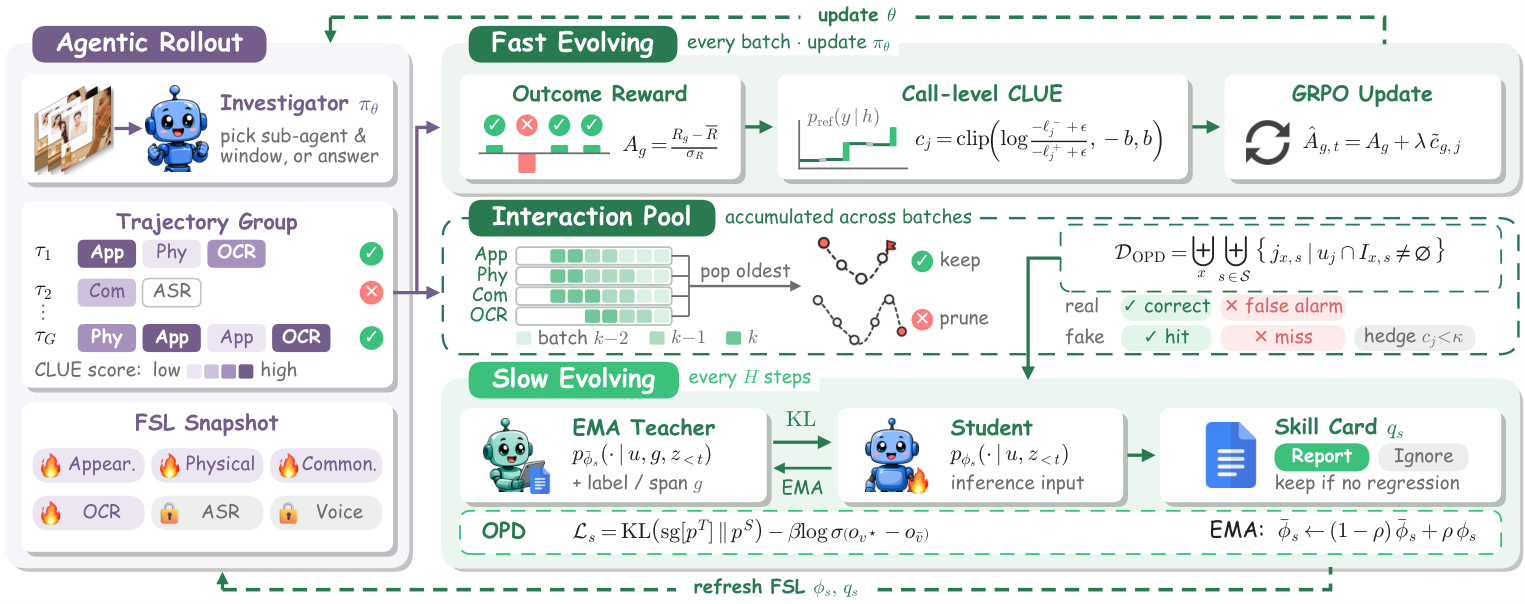 update θ
Agentic Rollout
Investigator π_θ
pick sub-agent &
window, or answer
Trajectory Group
τ_1 App Phy OCR
τ_2 Com ASR
⋮
τ_G Phy App App OCR
CLUE score: low high
FSL Snapshot
Appear. Physical Common.
OCR ASR Voice
Fast Evolving every batch · update π_θ
Outcome Reward
A_g = (R_g − R̄) / σ_R
Call-level CLUE
p_ref(y | h)
c_j = clip(log (−ℓ_j^− + ϵ) / (−ℓ_j^+ + ϵ), −b, b)
GRPO Update
Â_{g,t} = A_g + λ c̃_{g,j}
Interaction Pool accumulated across batches
App
Phy
Com
OCR
batch k−2 k−1 k
pop oldest
keep
prune
D_OPD = ⊎_x ⊎_{s∈S} { j_{x,s} | u_j ∩ I_{x,s} ≠ ∅ }
real ✓ correct ✕ false alarm
fake ✓ hit ✕ miss hedge c_j < κ
Slow Evolving every H steps
EMA Teacher
p_{ϕ̄_s}(· | u, g, z_{<t})
+ label / span g
KL
EMA
Student
p_{ϕ_s}(· | u, z_{<t})
inference input
Skill Card q_s
Report Ignore
keep if no regression
OPD L_s = KL(sg[p^T] ∥ p^S) − β log σ(o_{v⋆} − o_{v̄})
EMA: ϕ̄_s ← (1 − ρ) ϕ̄_s + ρ ϕ_s
refresh FSL ϕ_s, q_s